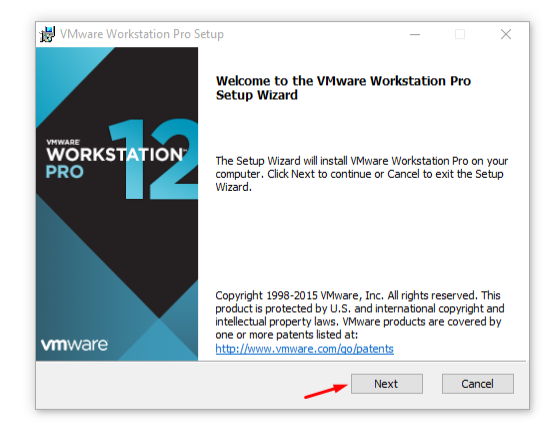 VMware Workstation Pro Setup
VMWARE
WORKSTATION
PRO
12
vmware
Welcome to the VMware Workstation Pro
Setup Wizard
The Setup Wizard will install VMware Workstation Pro on your
computer. Click Next to continue or Cancel to exit the Setup
Wizard.
Copyright 1998-2015 VMware, Inc. All rights reserved. This
product is protected by U.S. and international copyright and
intellectual property laws. VMware products are covered by
one or more patents listed at:
http://www.vmware.com/go/patents
Next
Cancel